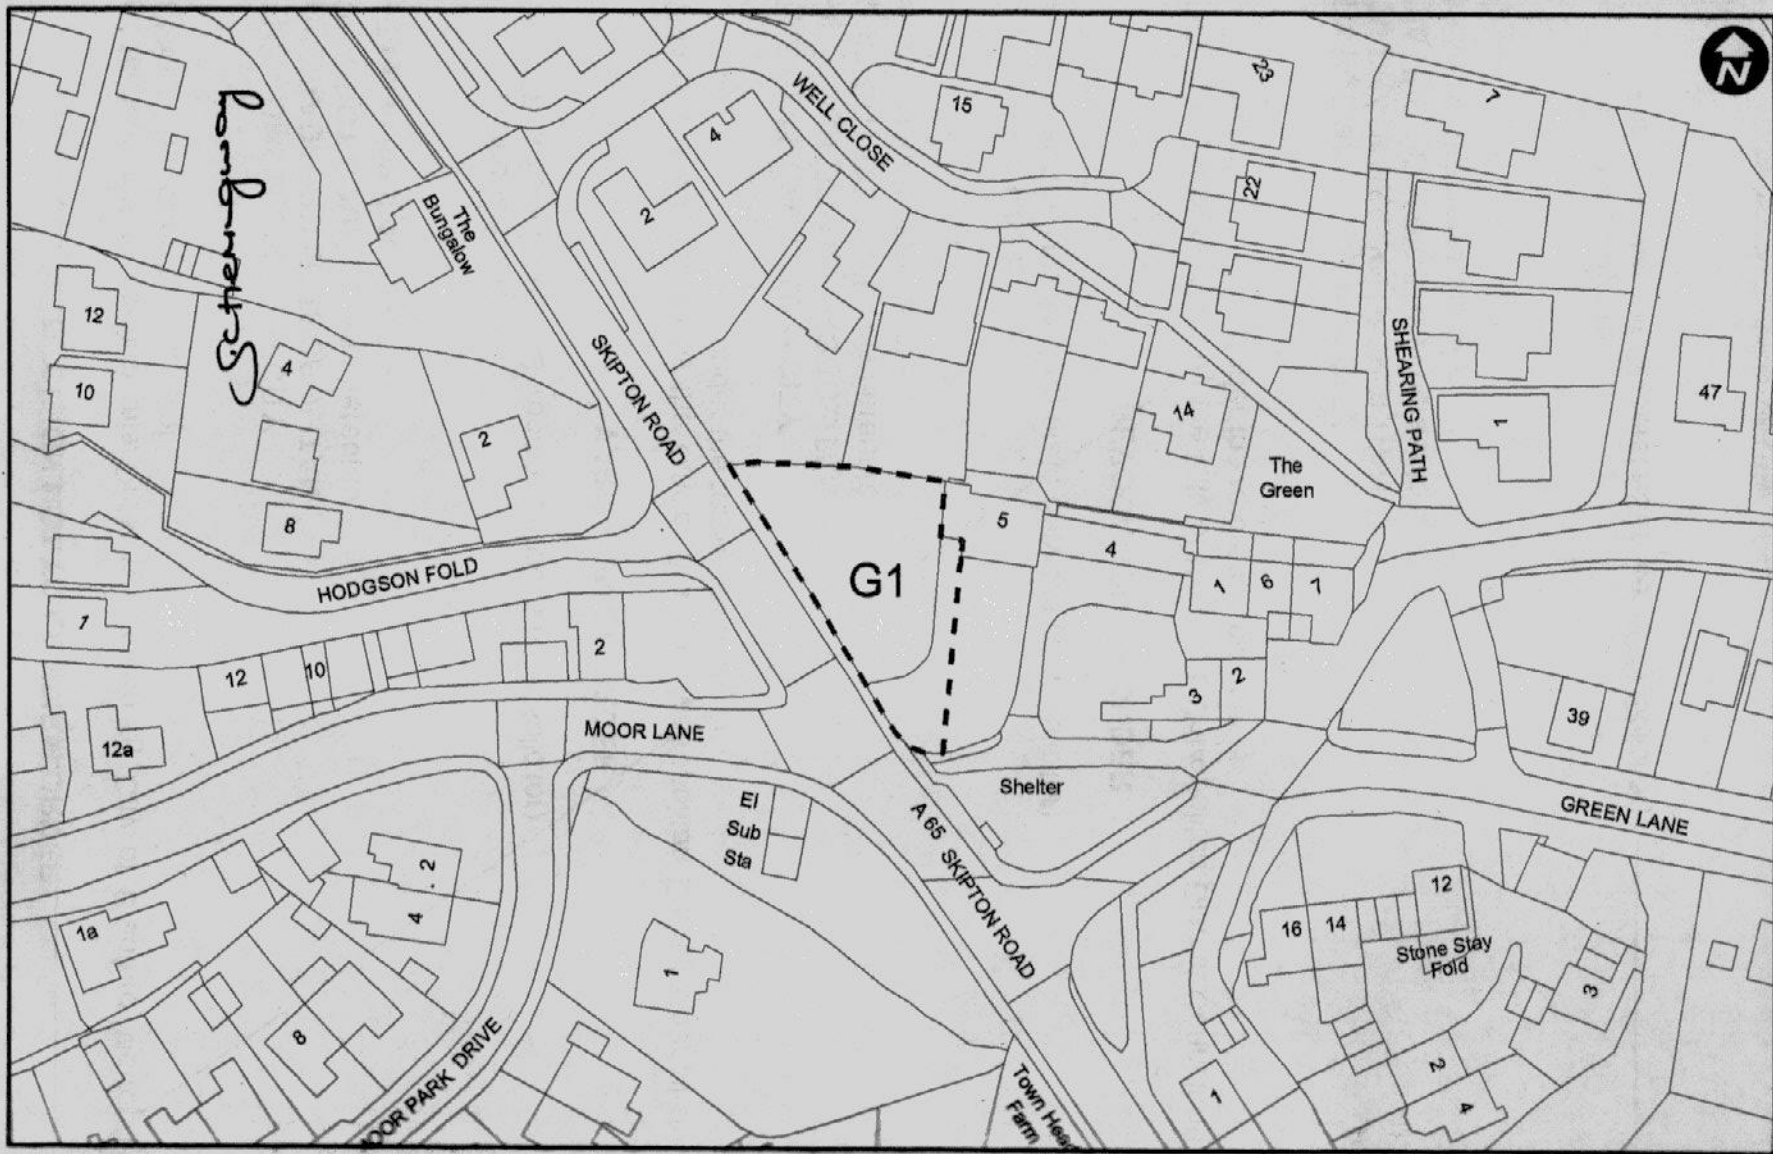 N
WELL CLOSE
15
23
7
4
2
22
The
Bungalow
12
4
10
2
SKIPTON ROAD
14
SHEARING PATH
1
47
The
Green
8
5
4
G1
HODGSON FOLD
1
6
7
7
12
10
2
3
2
39
12a
MOOR LANE
Shelter
GREEN LANE
El
Sub
Sta
A 65 SKIPTON ROAD
2
4
1a
1
12
16
14
Stone Stay
Fold
3
8
MOOR PARK DRIVE
Town Head
Farm
1
2
4